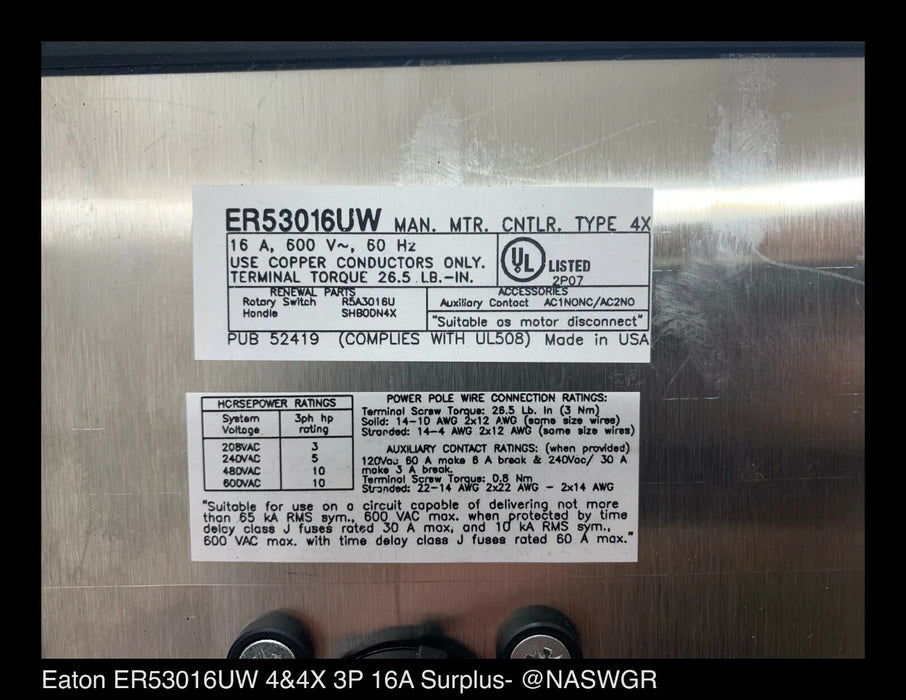 ER53016UW MAN. MTR. CNTLR. TYPE 4X
16 A, 600 V~, 60 Hz
USE COPPER CONDUCTORS ONLY.
TERMINAL TORQUE 26.5 LB.-IN.
UL LISTED
2P07
RENEWAL PARTS
Rotary Switch R5A3016U
Handle SHB0DN4X
ACCESSORIES
Auxiliary Contact AC1NONC/AC2NO
"Suitable as motor disconnect"
PUB 52419 (COMPLIES WITH UL508) Made in USA
HORSEPOWER RATINGS
System Voltage 3ph hp rating
208VAC 3
240VAC 5
480VAC 10
600VAC 10
POWER POLE WIRE CONNECTION RATINGS:
Terminal Screw Torque: 26.5 Lb. In (3 Nm)
Solid: 14-10 AWG 2x12 AWG (same size wires)
Stranded: 14-4 AWG 2x12 AWG (same size wires)
AUXILIARY CONTACT RATINGS: (when provided)
120Vac 60 A make 6 A break & 240Vac/ 30 A
make 3 A break.
Terminal Screw Torque: 0.8 Nm
Stranded: 22-14 AWG 2x22 AWG - 2x14 AWG
"Suitable for use on a circuit capable of delivering not more
than 65 kA RMS sym., 600 VAC max. when protected by time
delay class J fuses rated 30 A max, and 10 kA RMS sym.,
600 VAC max. with time delay class J fuses rated 60 A max."
Eaton ER53016UW 4&4X 3P 16A Surplus- @NASWGR